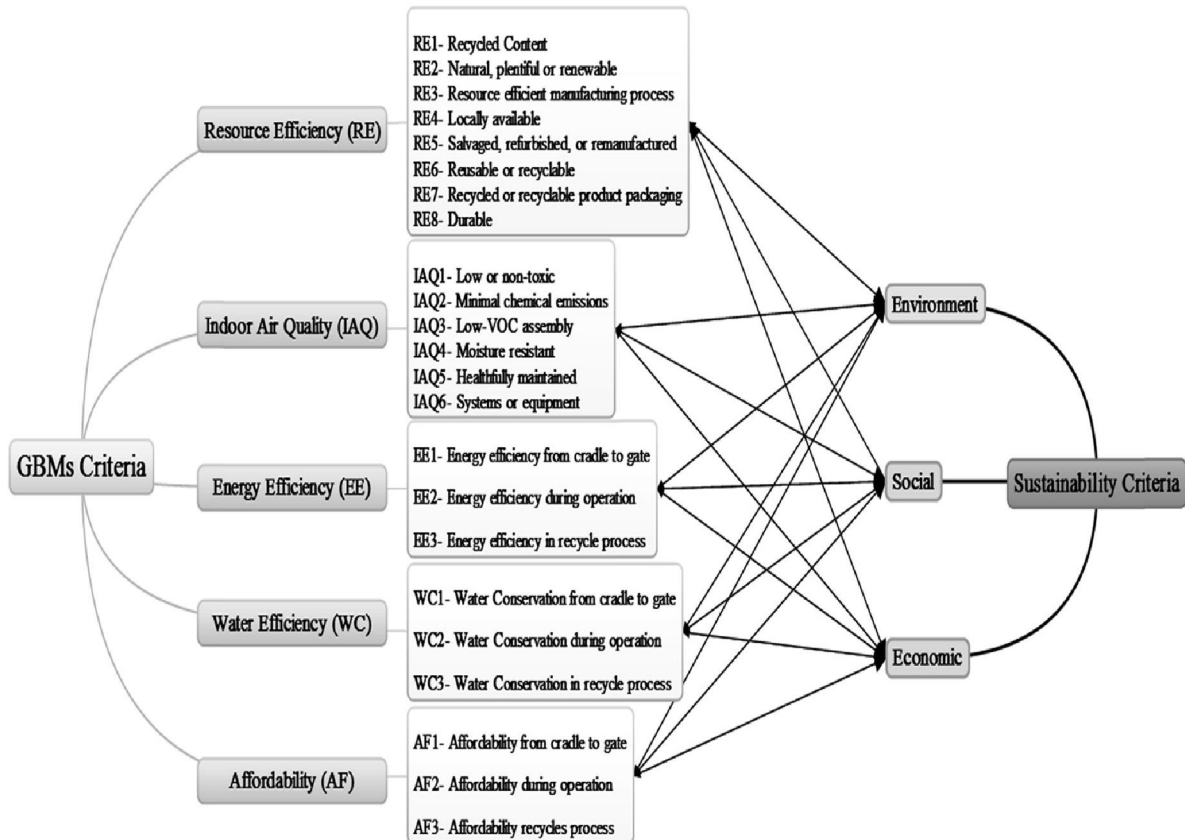 GBMs Criteria
Resource Efficiency (RE)
RE1- Recycled Content
RE2- Natural, plentiful or renewable
RE3- Resource efficient manufacturing process
RE4- Locally available
RE5- Salvaged, refurbished, or remanufactured
RE6- Reusable or recyclable
RE7- Recycled or recyclable product packaging
RE8- Durable
Indoor Air Quality (IAQ)
IAQ1- Low or non-toxic
IAQ2- Minimal chemical emissions
IAQ3- Low-VOC assembly
IAQ4- Moisture resistant
IAQ5- Healthfully maintained
IAQ6- Systems or equipment
Energy Efficiency (EE)
EE1- Energy efficiency from cradle to gate
EE2- Energy efficiency during operation
EE3- Energy efficiency in recycle process
Water Efficiency (WC)
WC1- Water Conservation from cradle to gate
WC2- Water Conservation during operation
WC3- Water Conservation in recycle process
Affordability (AF)
AF1- Affordability from cradle to gate
AF2- Affordability during operation
AF3- Affordability recycles process
Environment
Social
Economic
Sustainability Criteria